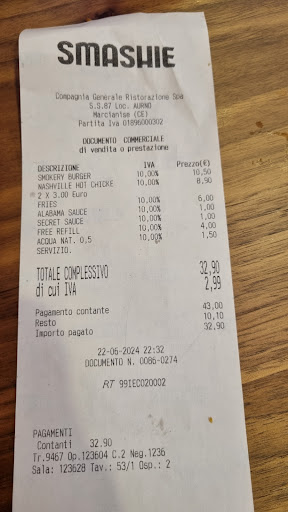 SMASHIE
Compagnia Generale Ristorazione Spa
S.S.87 Loc. AURNO
Marcianise (CE)
Partita Iva 01896000302
DOCUMENTO COMMERCIALE
di vendita o prestazione
DESCRIZIONE IVA Prezzo(€)
SMOKERY BURGER 10,00% 10,50
NASHVILLE HOT CHICKE 10,00% 8,90
2 x 3.00 Euro
FRIES 10,00% 6,00
ALABAMA SAUCE 10,00% 1,00
SECRET SAUCE 10,00% 1,00
FREE REFILL 10,00% 4,00
ACQUA NAT. 0,5 10,00% 1,50
SERVIZIO.
TOTALE COMPLESSIVO 32,90
di cui IVA 2,99
Pagamento contante 43,00
Resto 10,10
Importo pagato 32,90
22-06-2024 22:32
DOCUMENTO N. 0086-0274
RT 99IEC020002
PAGAMENTI
Contanti 32.90
Tr.9467 Op.123604 C.2 Neg.1236
Sala: 123628 Tav.: 53/1 Osp.: 2